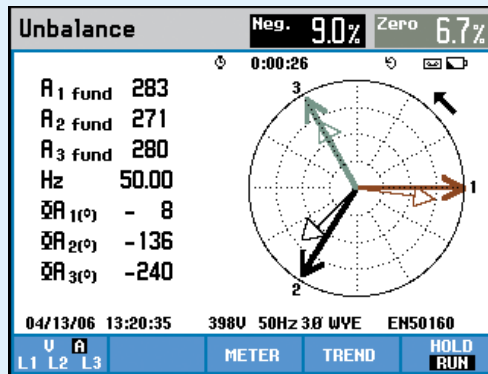 Unbalance Neg. 9.0% Zero 6.7%
0:00:26
A1 fund 283
A2 fund 271
A3 fund 280
Hz 50.00
ΦA1(°) - 8
ΦA2(°) -136
ΦA3(°) -240
3
1
2
04/13/06 13:20:35 398V 50Hz 3Ø WYE EN50160
V A
L1 L2 L3
METER
TREND
HOLD
RUN